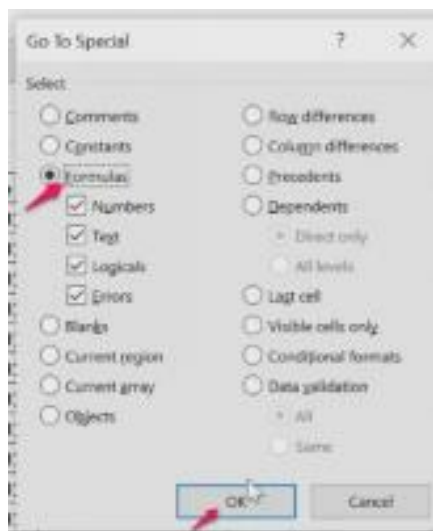 Go To Special ? ×
Select
Comments
Constants
Formulas
Numbers
Text
Logicals
Errors
Blanks
Current region
Current array
Objects
Row differences
Column differences
Precedents
Dependents
Direct only
All levels
Last cell
Visible cells only
Conditional formats
Data validation
All
Same
OK
Cancel